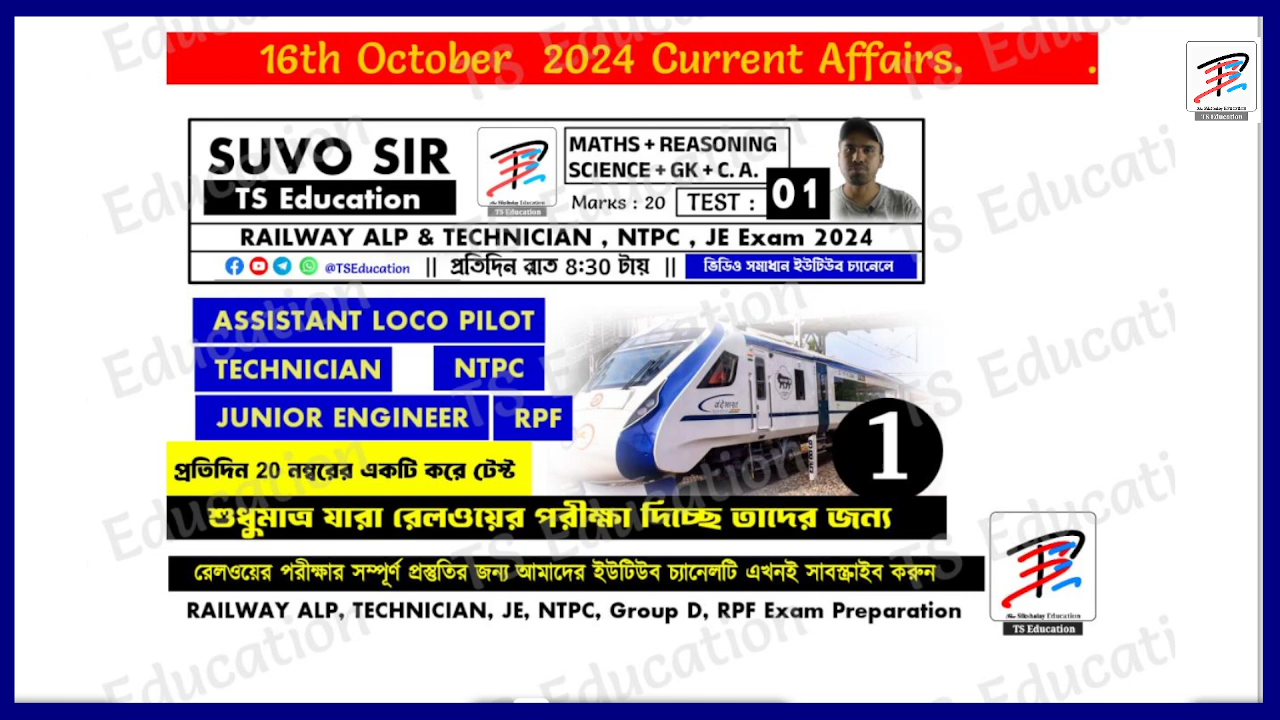 16th October 2024 Current Affairs. .
SUVO SIR
TS Education
TS Education
MATHS + REASONING
SCIENCE + GK + C. A.
Marks : 20
TEST :
01
RAILWAY ALP & TECHNICIAN , NTPC , JE Exam 2024
@TSEducation || প্রতিদিন রাত 8:30 টায় || ভিডিও সমাধান ইউটিউব চ্যানেলে
ASSISTANT LOCO PILOT
TECHNICIAN
NTPC
JUNIOR ENGINEER
RPF
1
প্রতিদিন 20 নম্বরের একটি করে টেস্ট
শুধুমাত্র যারা রেলওয়ের পরীক্ষা দিচ্ছে তাদের জন্য
রেলওয়ের পরীক্ষার সম্পূর্ণ প্রস্তুতির জন্য আমাদের ইউটিউব চ্যানেলটি এখনই সাবস্ক্রাইব করুন
RAILWAY ALP, TECHNICIAN, JE, NTPC, Group D, RPF Exam Preparation
TS Education
TS Education